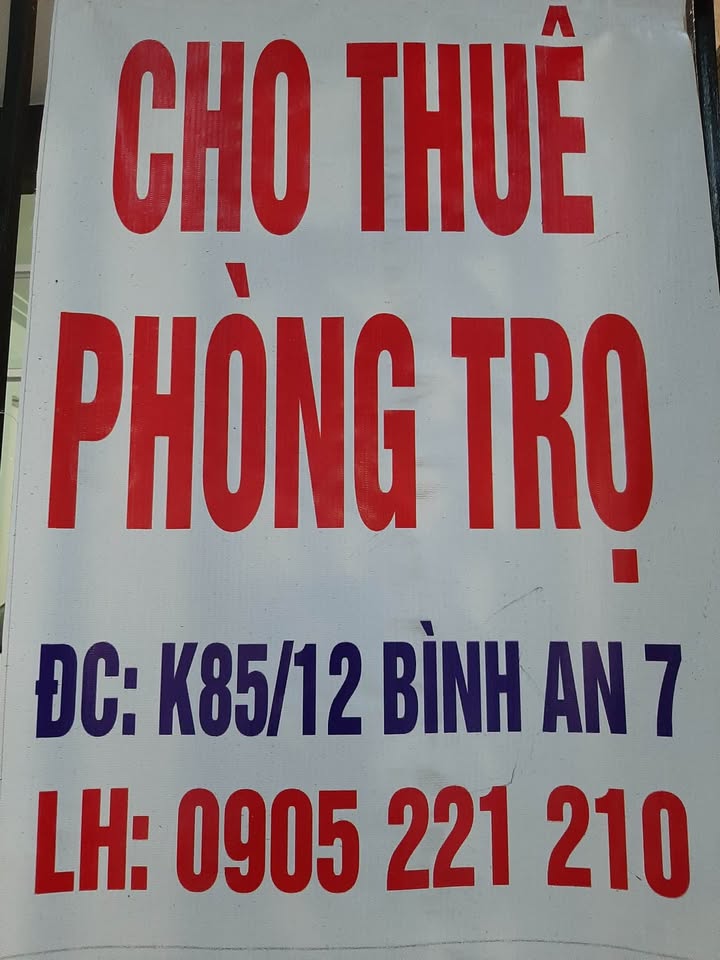 CHO THUÊ
PHÒNG TRỌ
ĐC: K85/12 BÌNH AN 7
LH: 0905 221 210